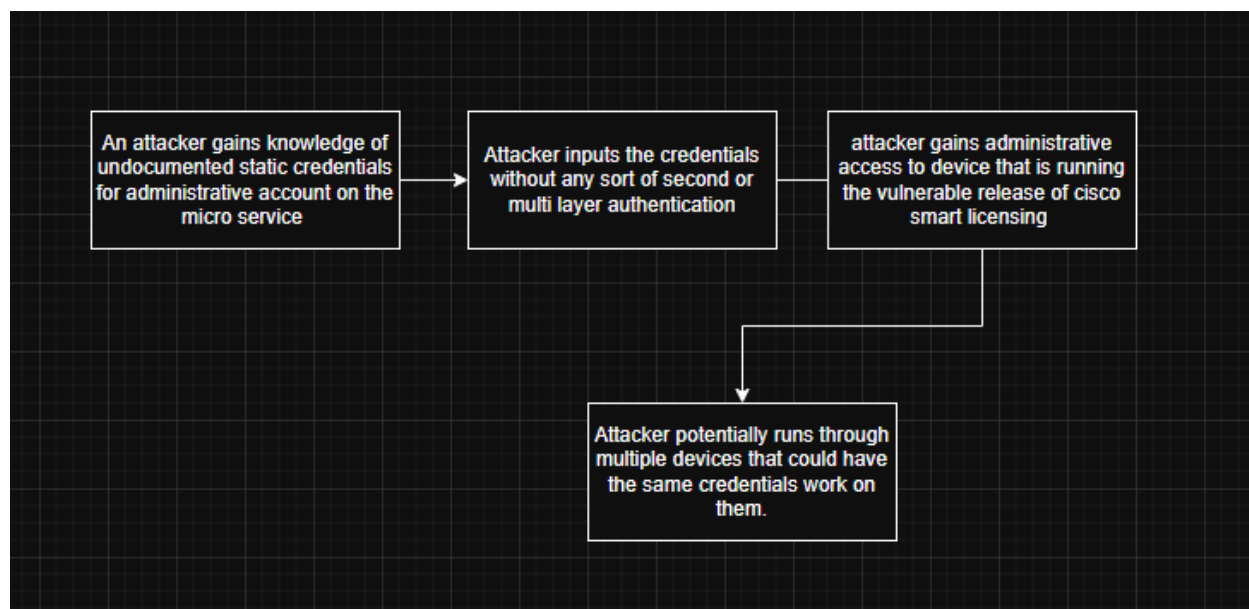 An attacker gains knowledge of
undocumented static credentials
for administrative account on the
micro service
Attacker inputs the credentials
without any sort of second or
multi layer authentication
attacker gains administrative
access to device that is running
the vulnerable release of cisco
smart licensing
Attacker potentially runs through
multiple devices that could have
the same credentials work on
them.